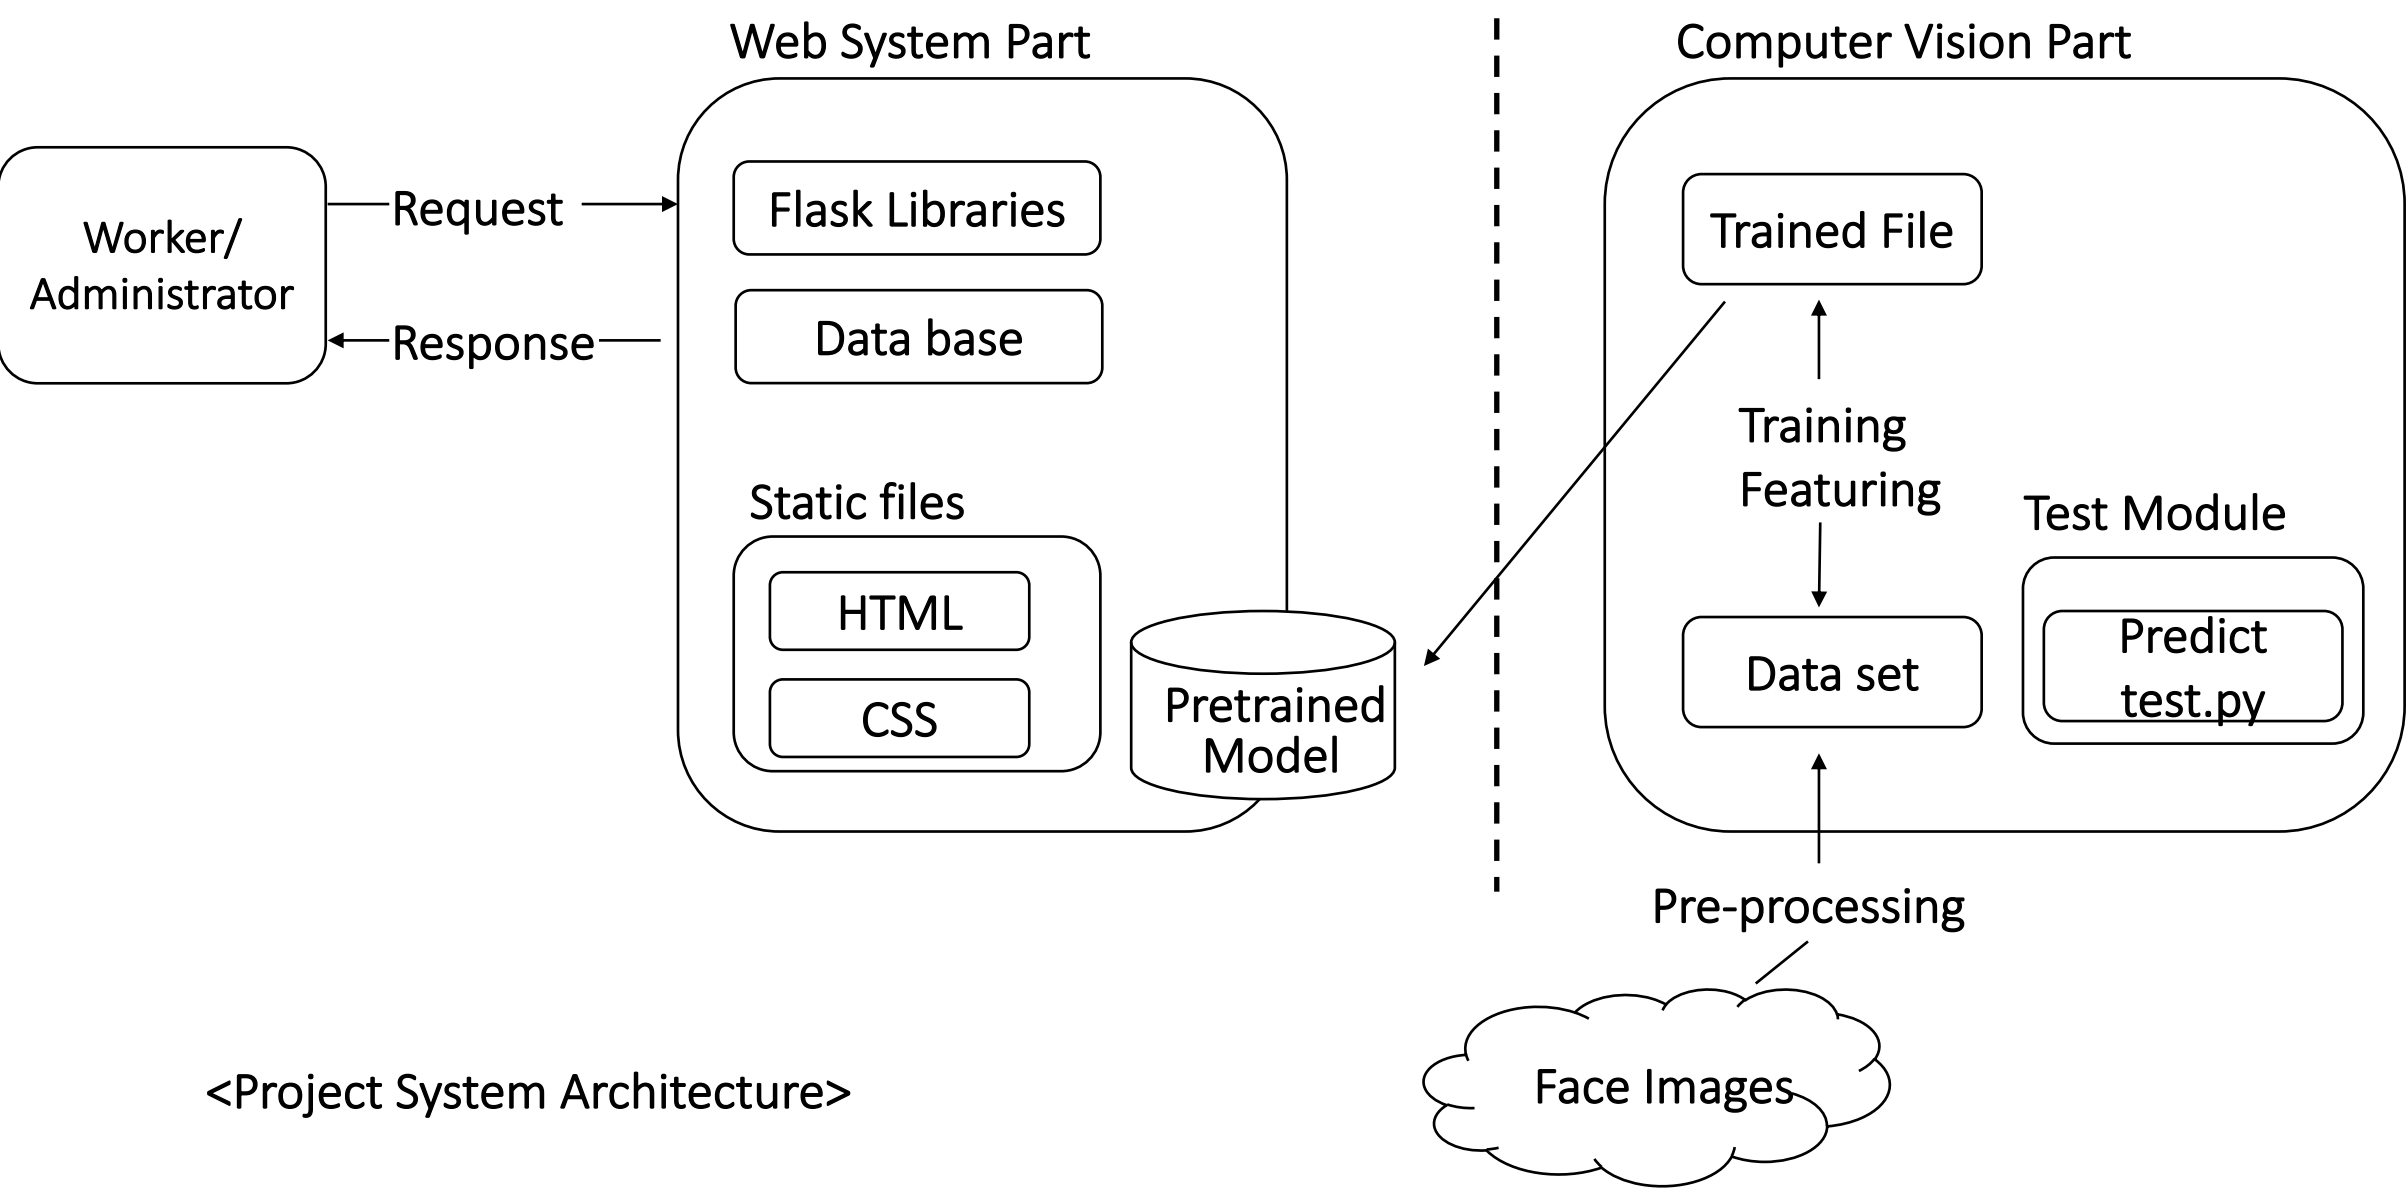 Web System Part
Computer Vision Part
Worker/
Administrator
Request
Response
Flask Libraries
Data base
Static files
HTML
CSS
Pretrained
Model
Trained File
Training
Featuring
Data set
Test Module
Predict
test.py
Pre-processing
Face Images
<Project System Architecture>